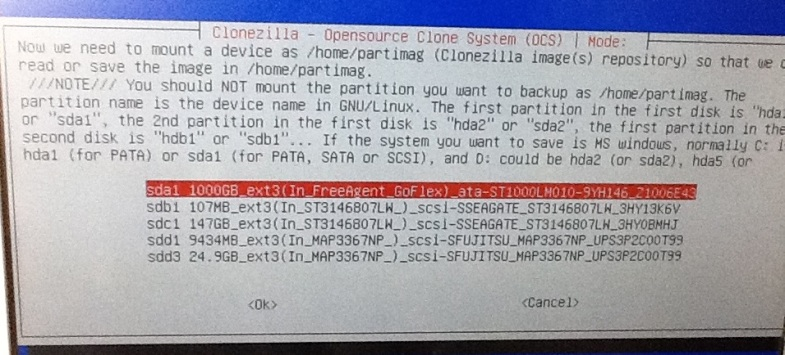 Clonezilla - Opensource Clone System (OCS) | Mode:
Now we need to mount a device as /home/partimag (Clonezilla image(s) repository) so that we c
read or save the image in /home/partimag.
///NOTE/// You should NOT mount the partition you want to backup as /home/partimag. The
partition name is the device name in GNU/Linux. The first partition in the first disk is "hda1
or "sda1", the 2nd partition in the first disk is "hda2" or "sda2", the first partition in the
second disk is "hdb1" or "sdb1"... If the system you want to save is MS windows, normally C: i
hda1 (for PATA) or sda1 (for PATA, SATA or SCSI), and D: could be hda2 (or sda2), hda5 (or
sda1 1000GB_ext3(In_FreeAgent_GoFlex)_ata-ST1000LM010-9YH146_21006E43
sdb1 107MB_ext3(In_ST3146807LW_)_scsi-SSEAGATE_ST3146807LW_3HY13K6V
sdc1 147GB_ext3(In_ST3146807LW_)_scsi-SSEAGATE_ST3146807LW_3HY0BMHJ
sdd1 9434MB_ext3(In_MAP3367NP_)_scsi-SFUJITSU_MAP3367NP_UPS3P2C00T99
sdd3 24.9GB_ext3(In_MAP3367NP_)_scsi-SFUJITSU_MAP3367NP_UPS3P2C00T99
<Ok> <Cancel>